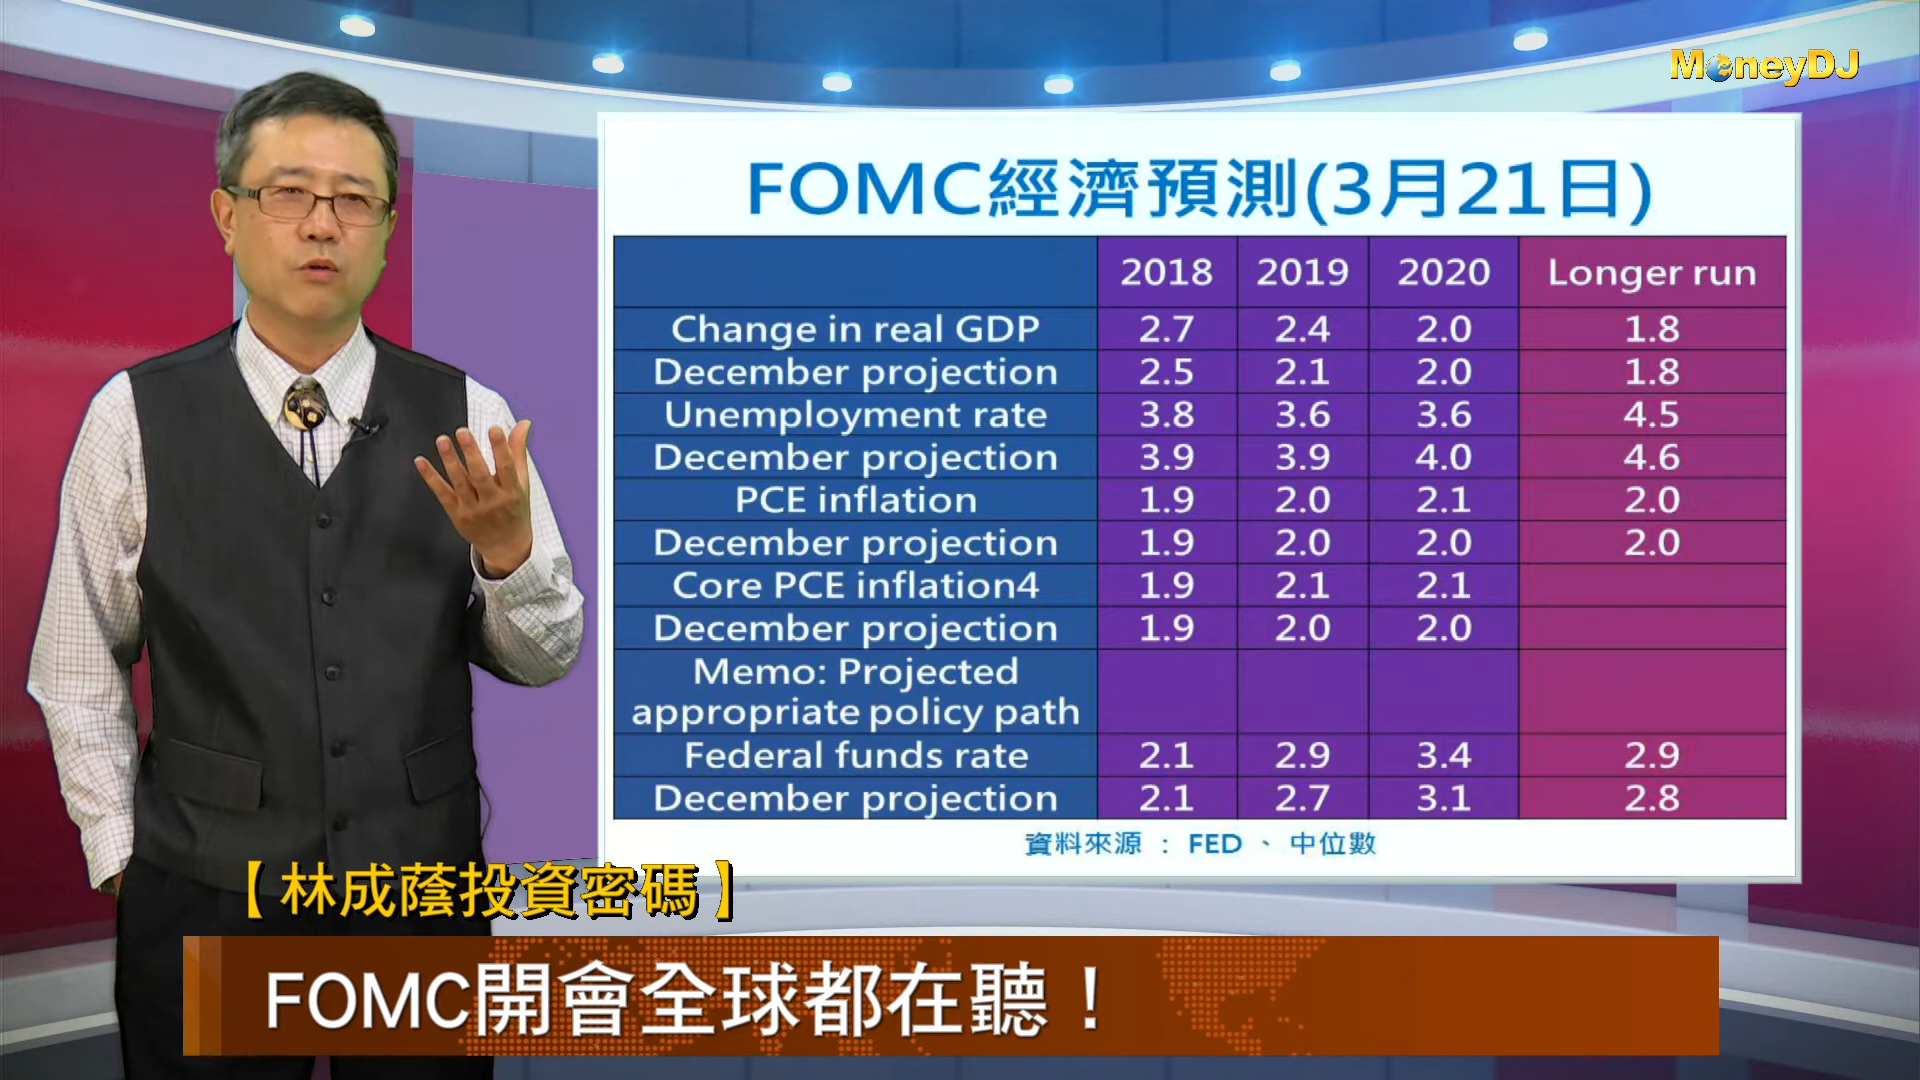 MoneyDJ
FOMC經濟預測(3月21日)
2018 2019 2020 Longer run
Change in real GDP 2.7 2.4 2.0 1.8
December projection 2.5 2.1 2.0 1.8
Unemployment rate 3.8 3.6 3.6 4.5
December projection 3.9 3.9 4.0 4.6
PCE inflation 1.9 2.0 2.1 2.0
December projection 1.9 2.0 2.0 2.0
Core PCE inflation4 1.9 2.1 2.1
December projection 1.9 2.0 2.0
Memo: Projected
appropriate policy path
Federal funds rate 2.1 2.9 3.4 2.9
December projection 2.1 2.7 3.1 2.8
資料來源 : FED 、 中位數
【林成蔭投資密碼】
FOMC開會全球都在聽！